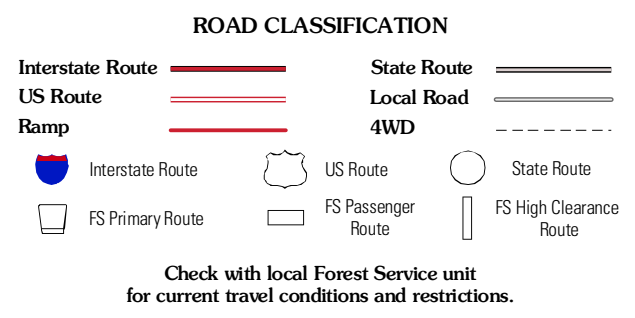 ROAD CLASSIFICATION
Interstate Route
State Route
US Route
Local Road
Ramp
4WD
Interstate Route
US Route
State Route
FS Primary Route
FS Passenger
Route
FS High Clearance
Route
Check with local Forest Service unit
for current travel conditions and restrictions.